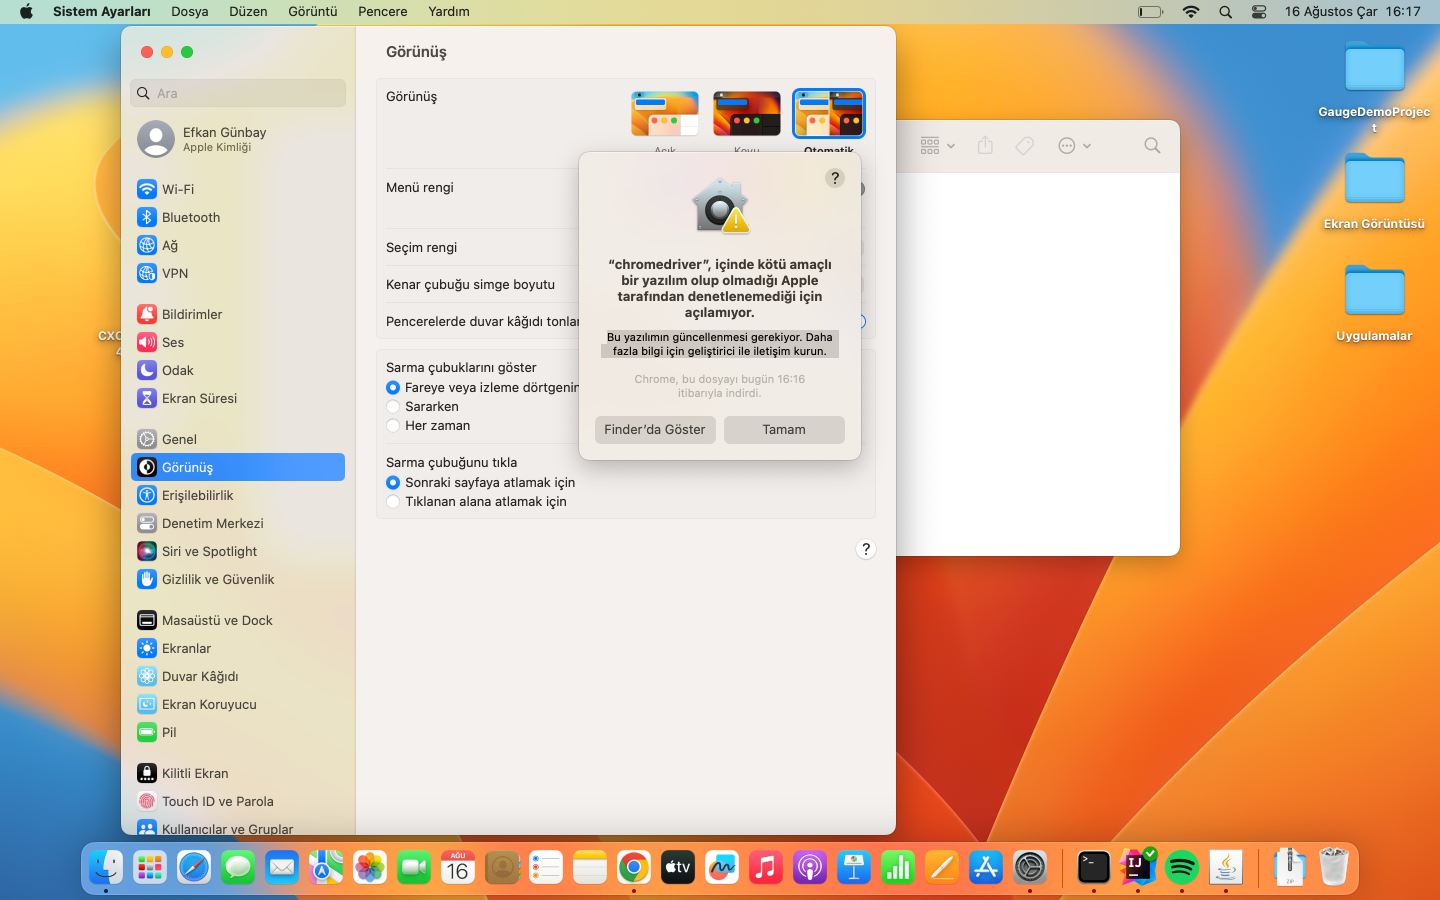 Sistem Ayarları Dosya Düzen Görüntü Pencere Yardım 16 Ağustos Çar 16:17
Ara
Efkan Günbay
Apple Kimliği
Wi-Fi
Bluetooth
Ağ
VPN
Bildirimler
Ses
Odak
Ekran Süresi
Genel
Görünüş
Erişilebilirlik
Denetim Merkezi
Siri ve Spotlight
Gizlilik ve Güvenlik
Masaüstü ve Dock
Ekranlar
Duvar Kâğıdı
Ekran Koruyucu
Pil
Kilitli Ekran
Touch ID ve Parola
Kullanıcılar ve Gruplar
Görünüş
Görünüş
Açık Koyu Otomatik
Menü rengi
Seçim rengi
Kenar çubuğu simge boyutu
Pencerelerde duvar kâğıdı
Sarma çubuklarını göster
Fareye veya izleme
Sararken
Her zaman
Sarma çubuğunu tıkla
Sonraki sayfaya atlamak için
Tıklanan alana atlamak için
?
?
“chromedriver”, içinde kötü amaçlı
bir yazılım olup olmadığı Apple
tarafından denetlenemediği için
açılamıyor.
Bu yazılımın güncellenmesi gerekiyor. Daha
fazla bilgi için geliştirici ile iletişim kurun.
Chrome, bu dosyayı bugün 16:16
itibarıyla indirdi.
Finder’da Göster Tamam
GaugeDemoProjec
t
Ekran Görüntüsü
Uygulamalar
CXC
4
AĞU
16
tv
>_
IJ
ZIP